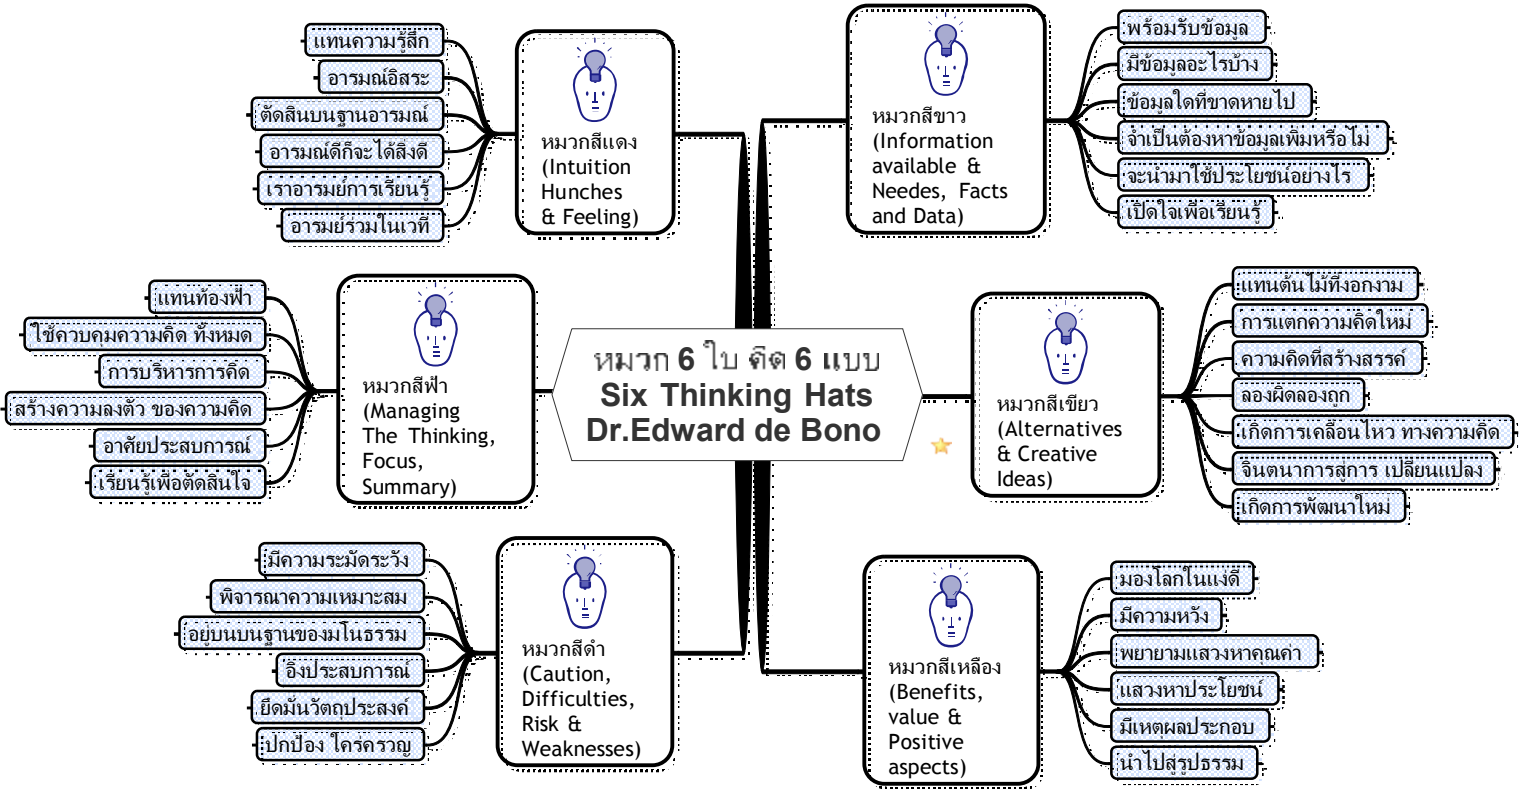 หมวก 6 ใบ คิด 6 แบบ
Six Thinking Hats
Dr.Edward de Bono
หมวกสีขาว
(Information
available &
Needes, Facts
and Data)
พร้อมรับข้อมูล
มีข้อมูลอะไรบ้าง
ข้อมูลใดที่ขาดหายไป
จำเป็นต้องหาข้อมูลเพิ่มหรือไม่
จะนำมาใช้ประโยชน์อย่างไร
เปิดใจเพื่อเรียนรู้
หมวกสีเขียว
(Alternatives
& Creative
Ideas)
แทนต้นไม้ที่งอกงาม
การแตกความคิดใหม่
ความคิดที่สร้างสรรค์
ลองผิดลองถูก
เกิดการเคลื่อนไหว ทางความคิด
จินตนาการสู่การ เปลี่ยนแปลง
เกิดการพัฒนาใหม่
หมวกสีเหลือง
(Benefits,
value &
Positive
aspects)
มองโลกในแง่ดี
มีความหวัง
พยายามแสวงหาคุณค่า
แสวงหาประโยชน์
มีเหตุผลประกอบ
นำไปสู่รูปธรรม
หมวกสีดำ
(Caution,
Difficulties,
Risk &
Weaknesses)
มีความระมัดระวัง
พิจารณาความเหมาะสม
อยู่บนบนฐานของมโนธรรม
อิงประสบการณ์
ยึดมั่นวัตถุประสงค์
ปกป้อง ใคร่ครวญ
หมวกสีฟ้า
(Managing
The Thinking,
Focus,
Summary)
แทนท้องฟ้า
ใช้ควบคุมความคิด ทั้งหมด
การบริหารการคิด
สร้างความลงตัว ของความคิด
อาศัยประสบการณ์
เรียนรู้เพื่อตัดสินใจ
หมวกสีแดง
(Intuition
Hunches
& Feeling)
แทนความรู้สึก
อารมณ์อิสระ
ตัดสินบนฐานอารมณ์
อารมณ์ดีก็จะได้สิ่งดี
เราอารมย์การเรียนรู้
อารมย์ร่วมในเวที